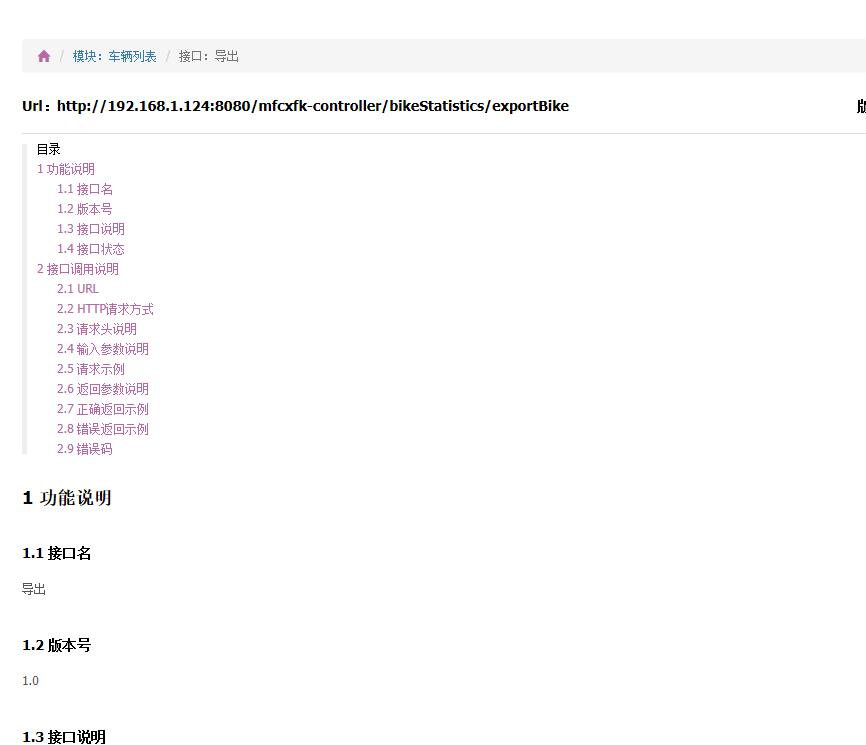 / 模块：车辆列表 / 接口：导出
Url：http://192.168.1.124:8080/mfcxfk-controller/bikeStatistics/exportBike
目录
1 功能说明
1.1 接口名
1.2 版本号
1.3 接口说明
1.4 接口状态
2 接口调用说明
2.1 URL
2.2 HTTP请求方式
2.3 请求头说明
2.4 输入参数说明
2.5 请求示例
2.6 返回参数说明
2.7 正确返回示例
2.8 错误返回示例
2.9 错误码
1 功能说明
1.1 接口名
导出
1.2 版本号
1.0
1.3 接口说明